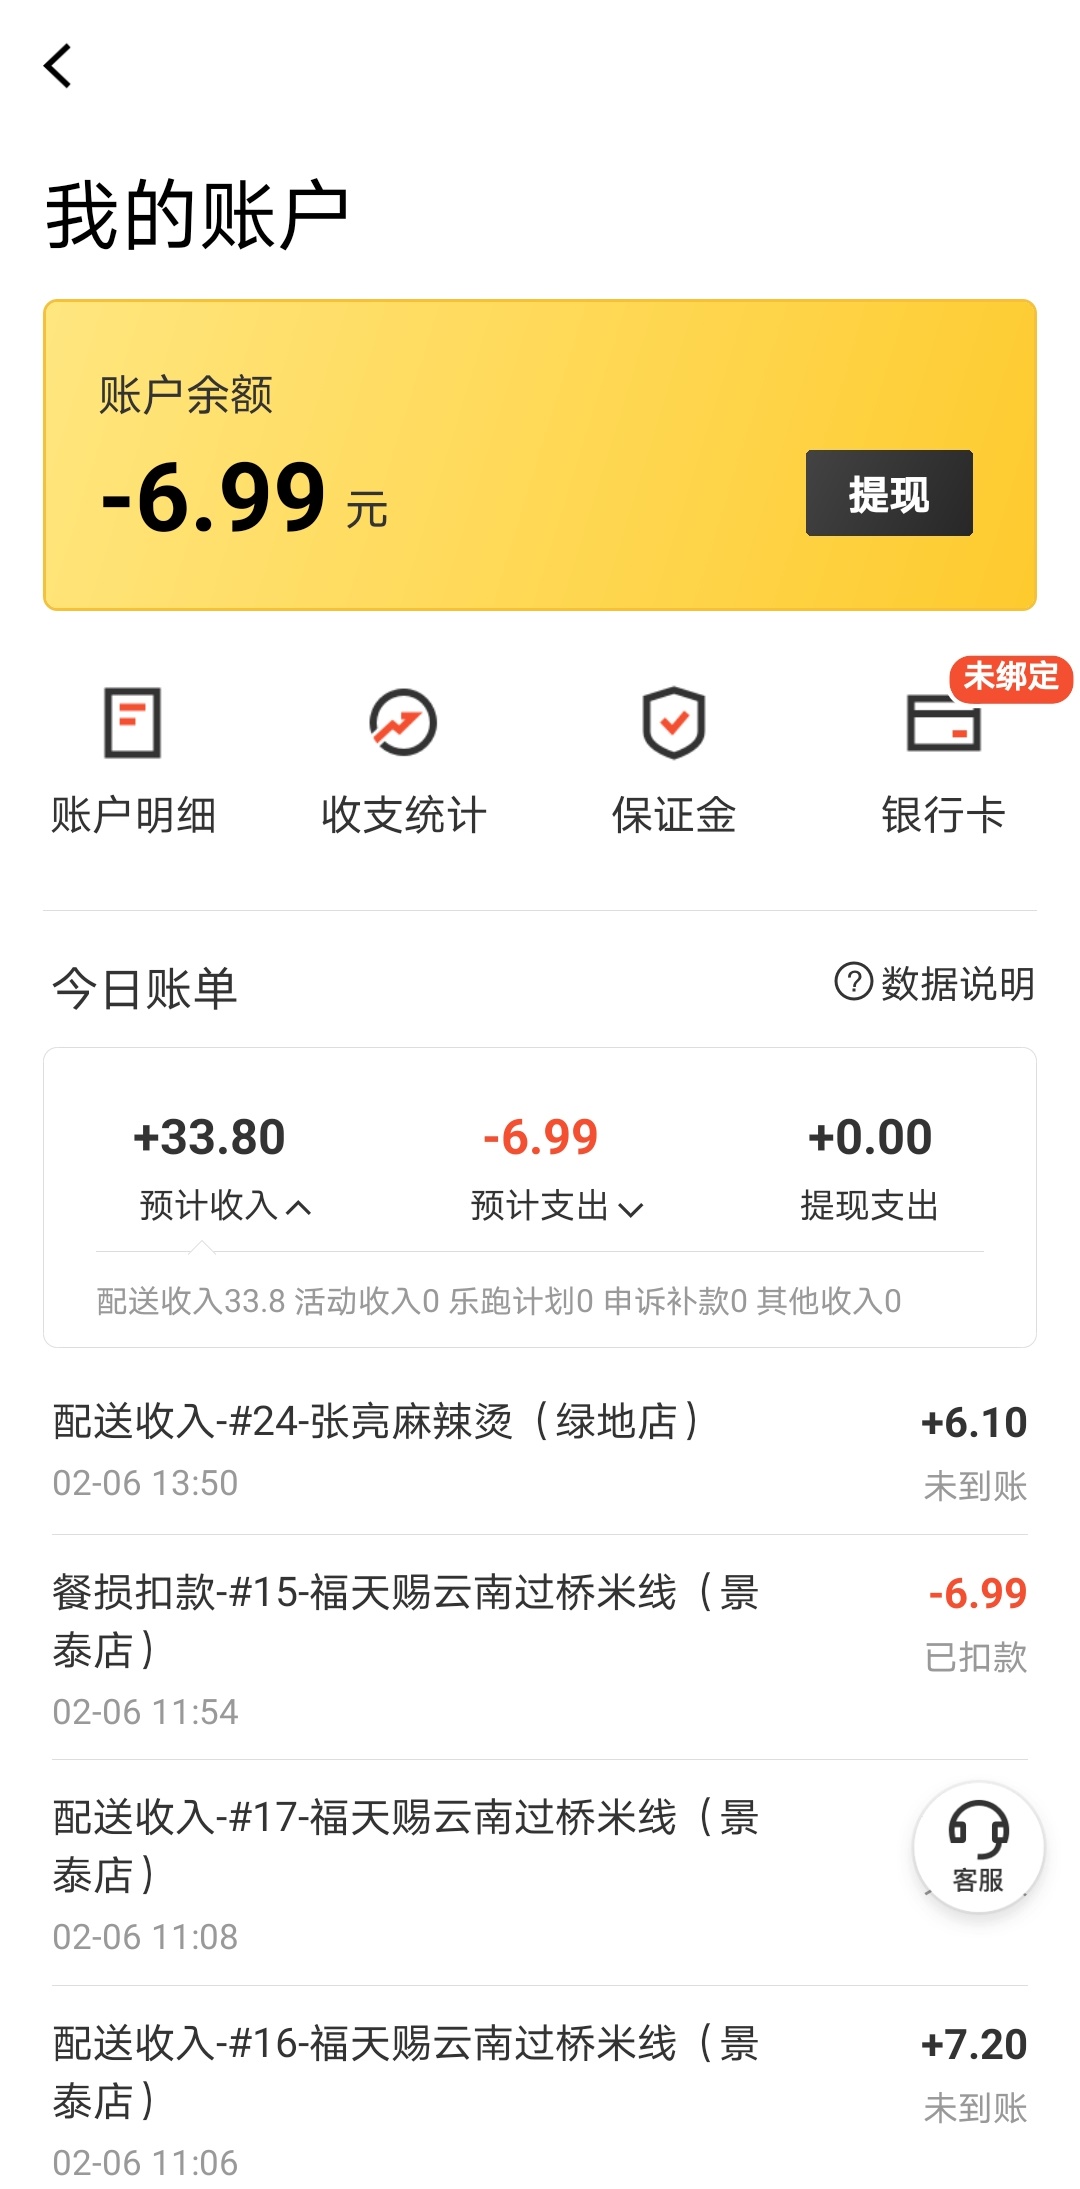 我的账户
账户余额
-6.99 元
提现
未绑定
账户明细
收支统计
保证金
银行卡
今日账单
?数据说明
+33.80
-6.99
+0.00
预计收入
预计支出
提现支出
配送收入33.8 活动收入0 乐跑计划0 申诉补款0 其他收入0
配送收入-#24-张亮麻辣烫（绿地店）
+6.10
02-06 13:50
未到账
餐损扣款-#15-福天赐云南过桥米线（景
泰店）
-6.99
已扣款
02-06 11:54
配送收入-#17-福天赐云南过桥米线（景
泰店）
客服
02-06 11:08
配送收入-#16-福天赐云南过桥米线（景
泰店）
+7.20
未到账
02-06 11:06